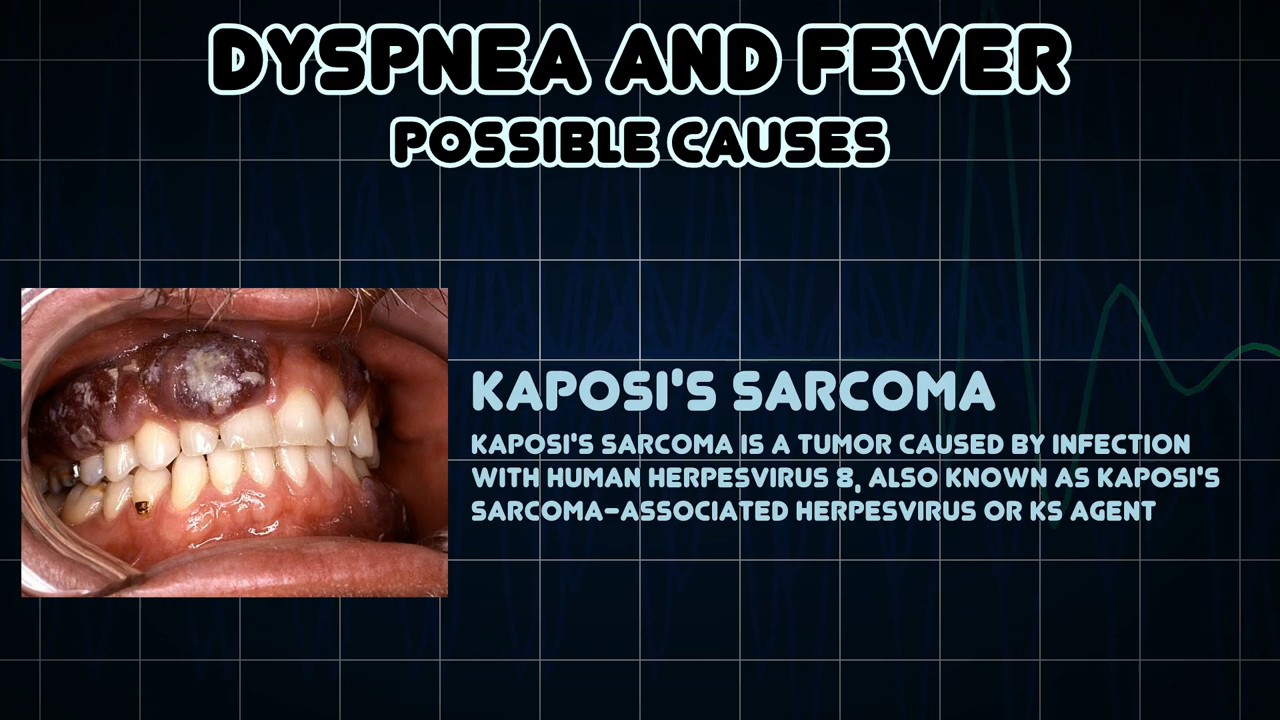 DYSPNEA AND FEVER
POSSIBLE CAUSES
KAPOSI'S SARCOMA
KAPOSI'S SARCOMA IS A TUMOR CAUSED BY INFECTION
WITH HUMAN HERPESVIRUS 8, ALSO KNOWN AS KAPOSI'S
SARCOMA-ASSOCIATED HERPESVIRUS OR KS AGENT